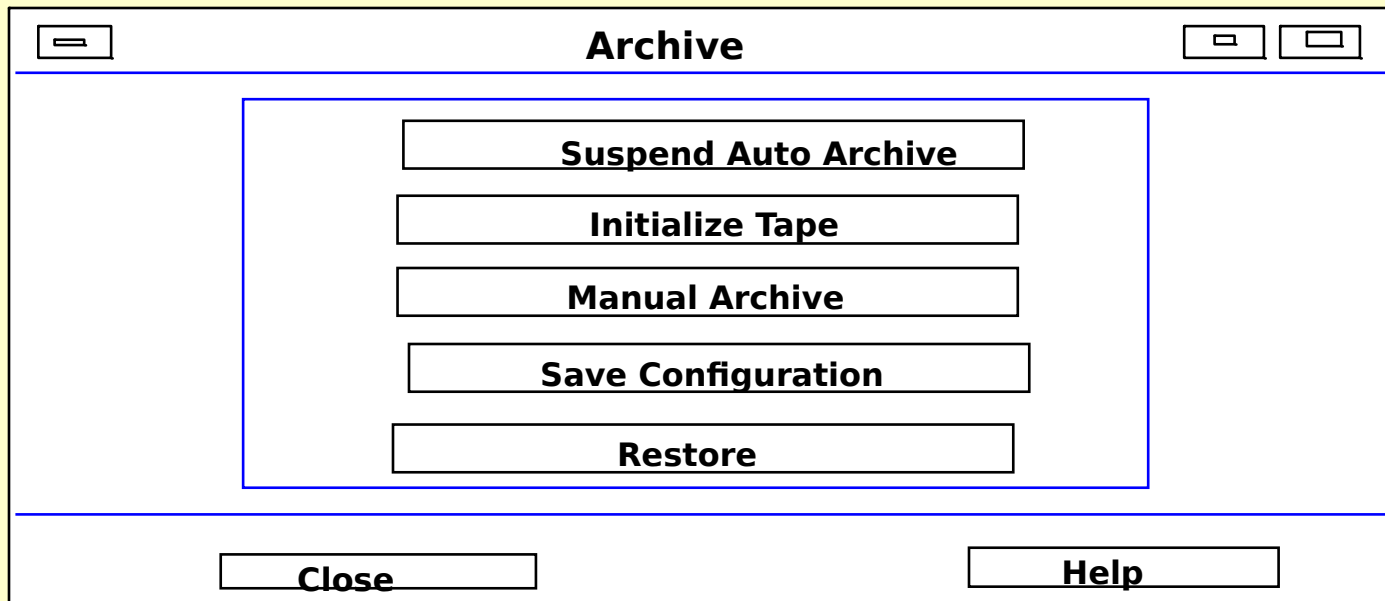 Archive
Suspend Auto Archive
Initialize Tape
Manual Archive
Save Configuration
Restore
Close
Help